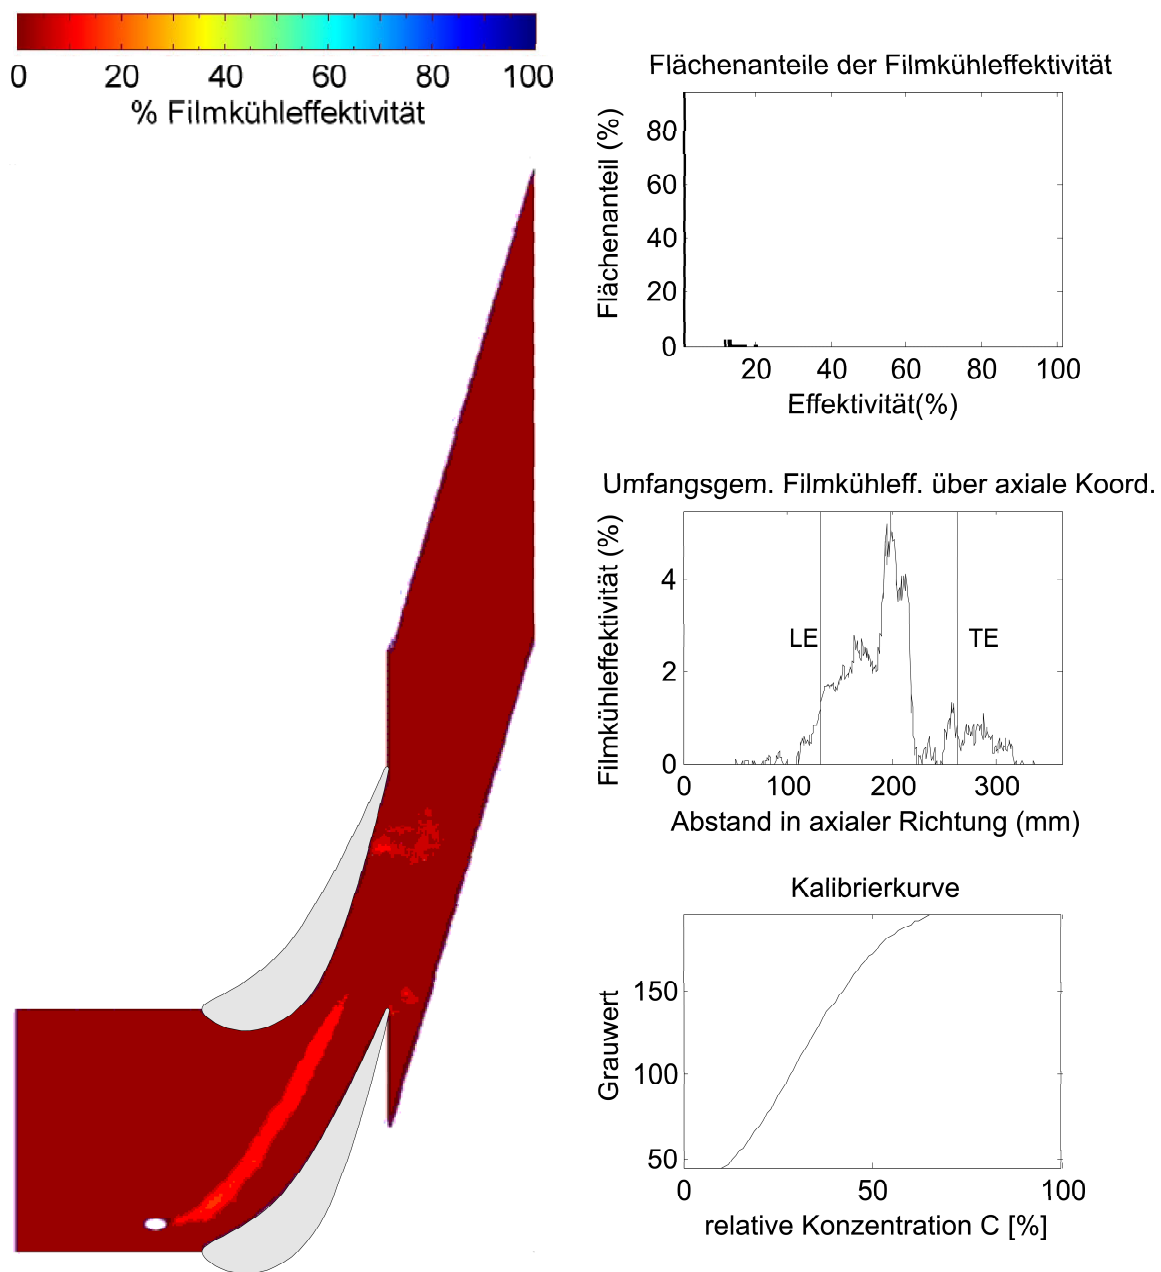 0 20 40 60 80 100
% Filmkühleffektivität
Flächenanteile der Filmkühleffektivität
Flächenanteil (%)
80
60
40
20
0
20 40 60 80 100
Effektivität(%)
Umfangsgem. Filmkühleff. über axiale Koord.
Filmkühleffektivität (%)
4
LE TE
2
0
0 100 200 300
Abstand in axialer Richtung (mm)
Kalibrierkurve
Grauwert
150
100
50
0 50 100
relative Konzentration C [%]